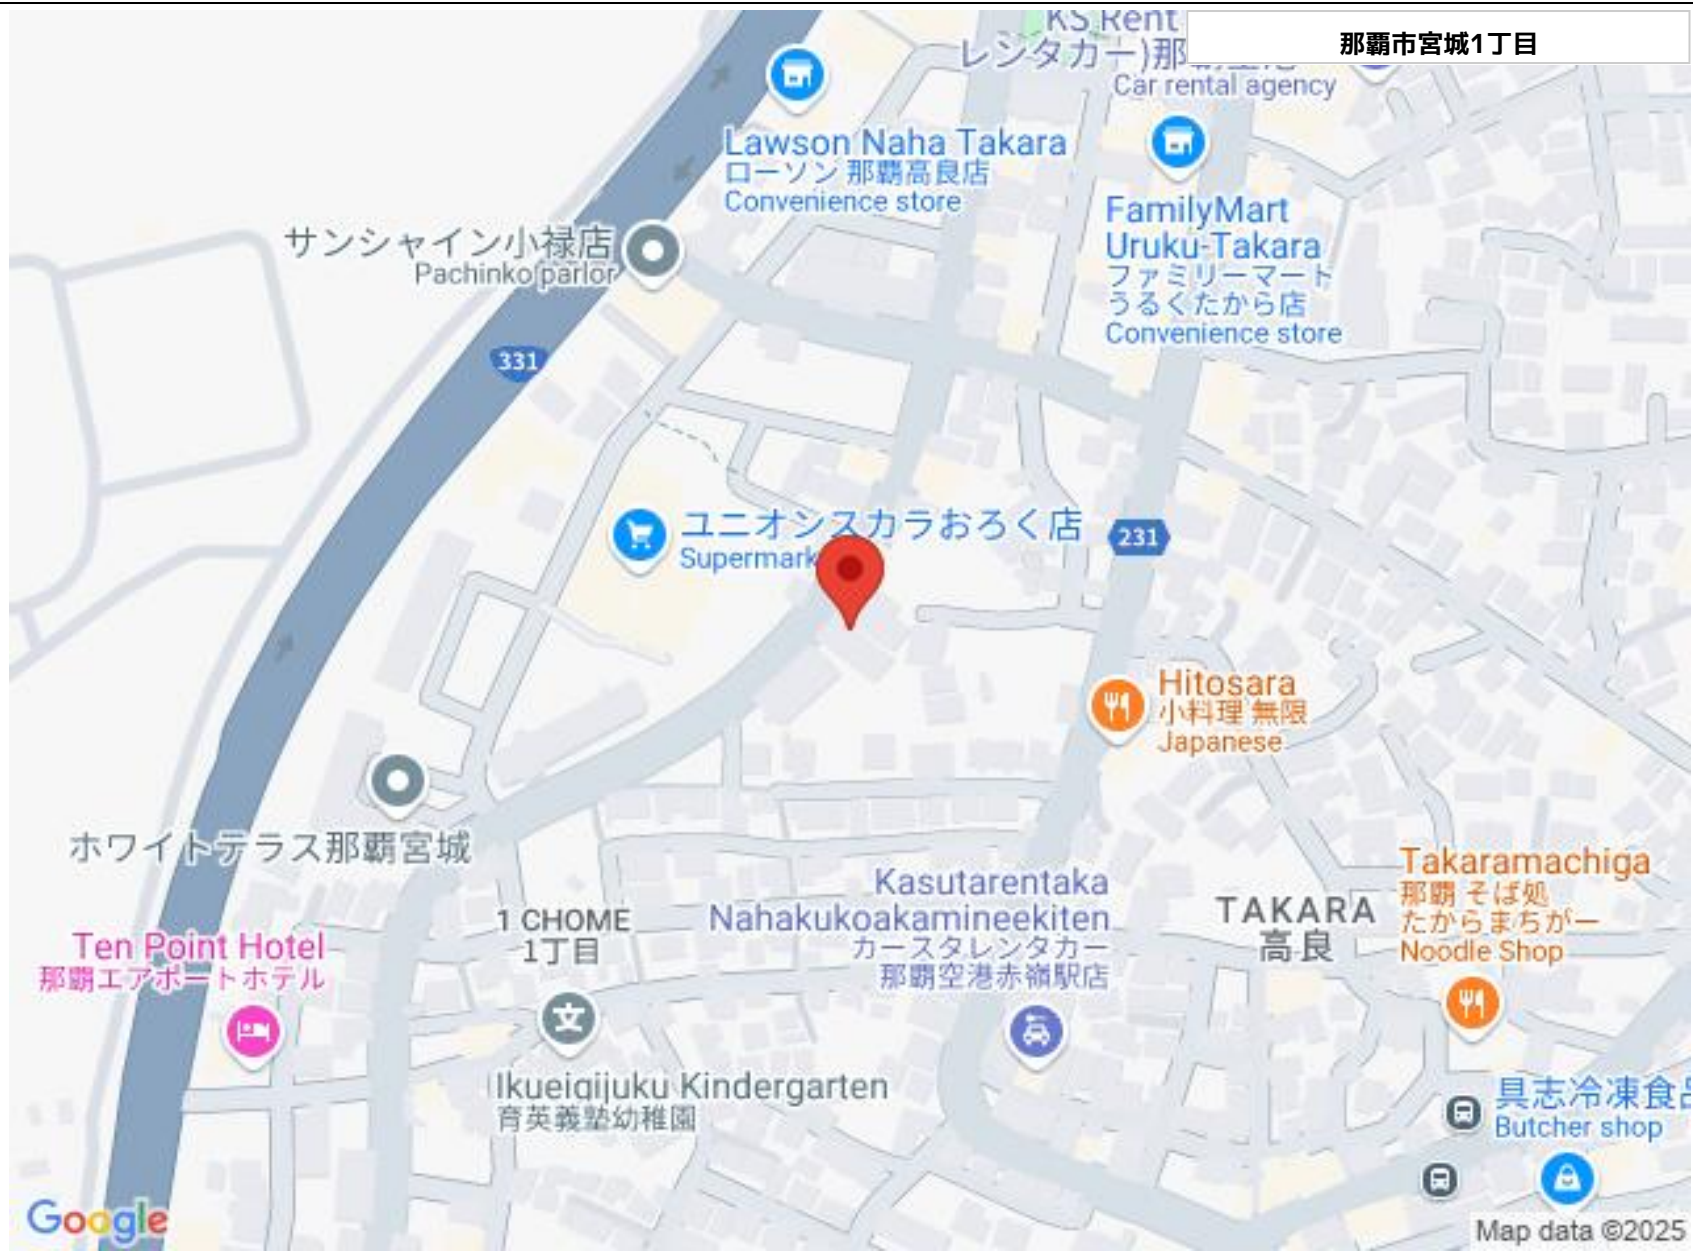 那覇市宮城1丁目
KS Rent
レンタカー)那覇空港
Car rental agency
Lawson Naha Takara
ローソン 那覇高良店
Convenience store
FamilyMart
Uruku-Takara
ファミリーマート
うるくたから店
Convenience store
サンシャイン小禄店
Pachinko parlor
331
ユニオンスカラおろく店
Supermark
231
Hitosara
小料理 無限
Japanese
ホワイトテラス那覇宮城
Takaramachiga
那覇 そば処
たからまちがー
Noodle Shop
Kasutarentaka
Nahakukoakamineekiten
カースタレンタカー
那覇空港赤嶺駅店
TAKARA
高良
1 CHOME
1丁目
Ten Point Hotel
那覇エアポートホテル
文
Ikueigijuku Kindergarten
育英義塾幼稚園
具志冷凍食品
Butcher shop
Google
Map data ©2025